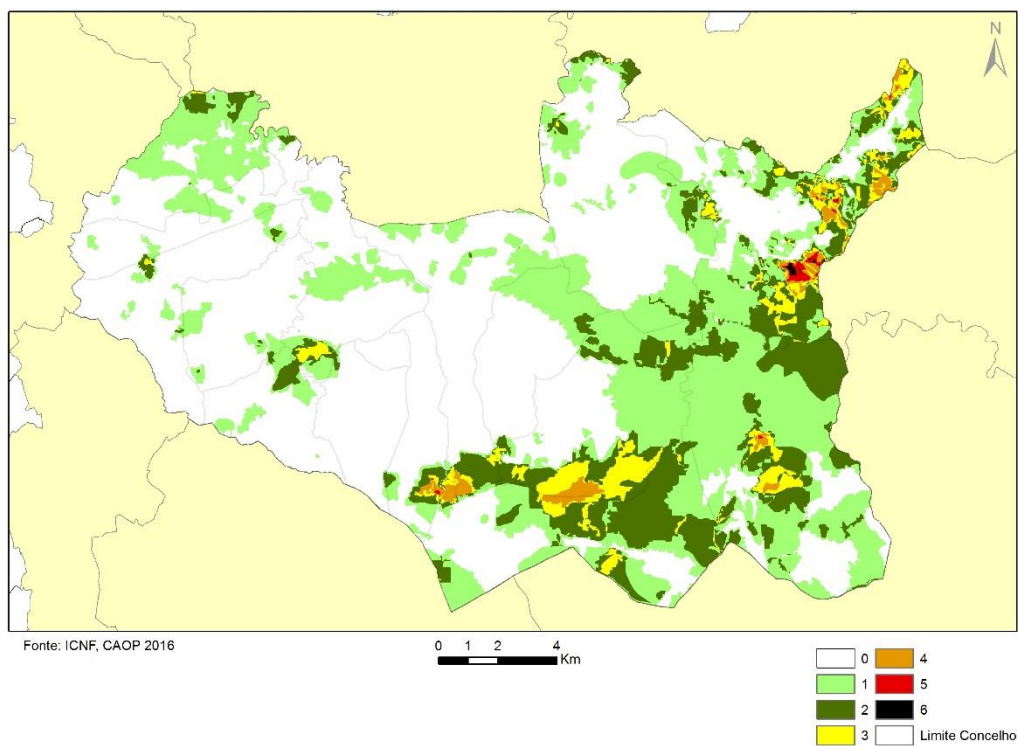 N
Fonte: ICNF, CAOP 2016
0 1 2 4
Km
0 4
1 5
2 6
3 Limite Concelho